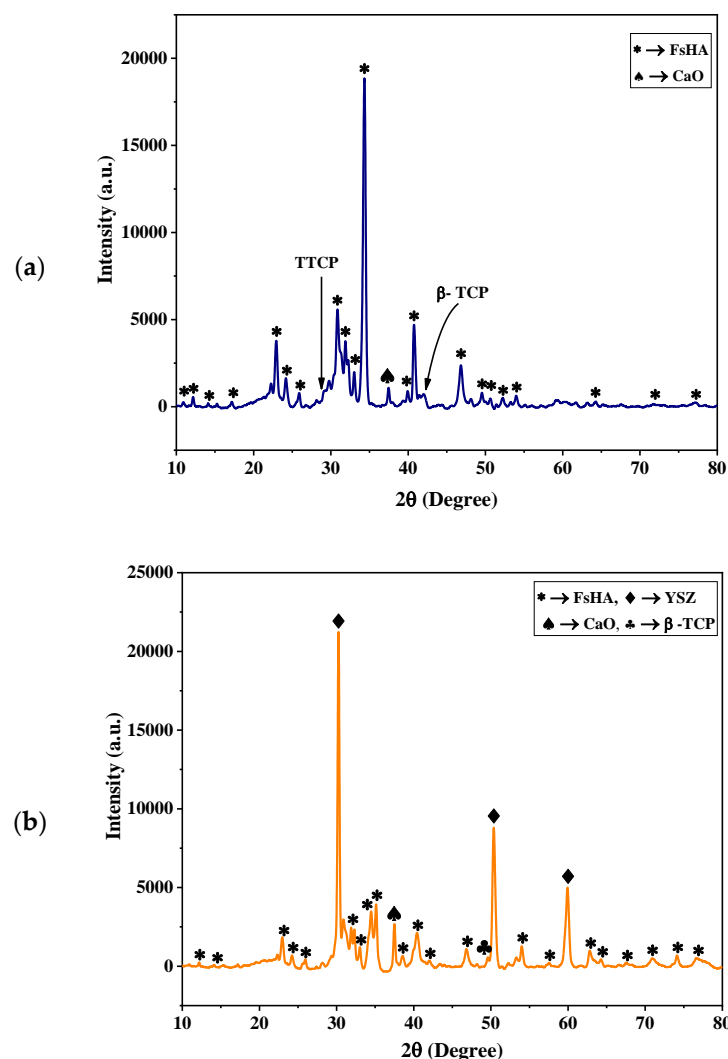 (a)
* → FsHA
♠ → CaO
TTCP
β- TCP
Intensity (a.u.)
20000
15000
10000
5000
0
10 20 30 40 50 60 70 80
2θ (Degree)
(b)
* → FsHA, ♦ → YSZ
♠ → CaO, ♣ → β -TCP
Intensity (a.u.)
25000
20000
15000
10000
5000
0
10 20 30 40 50 60 70 80
2θ (Degree)